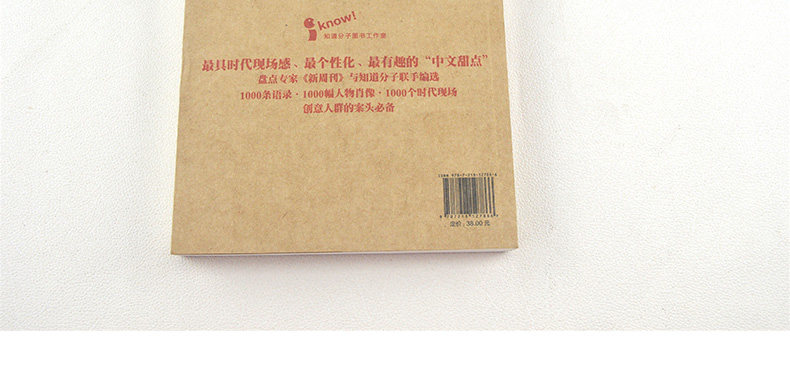 know!
知道分子图书工作室
最具时代现场感、最个性化、最有趣的“中文甜点”
盘点专家《新周刊》与知道分子联手编选
1000条语录·1000幅人物肖像·1000个时代现场
创意人群的案头必备
定价：38.00 元